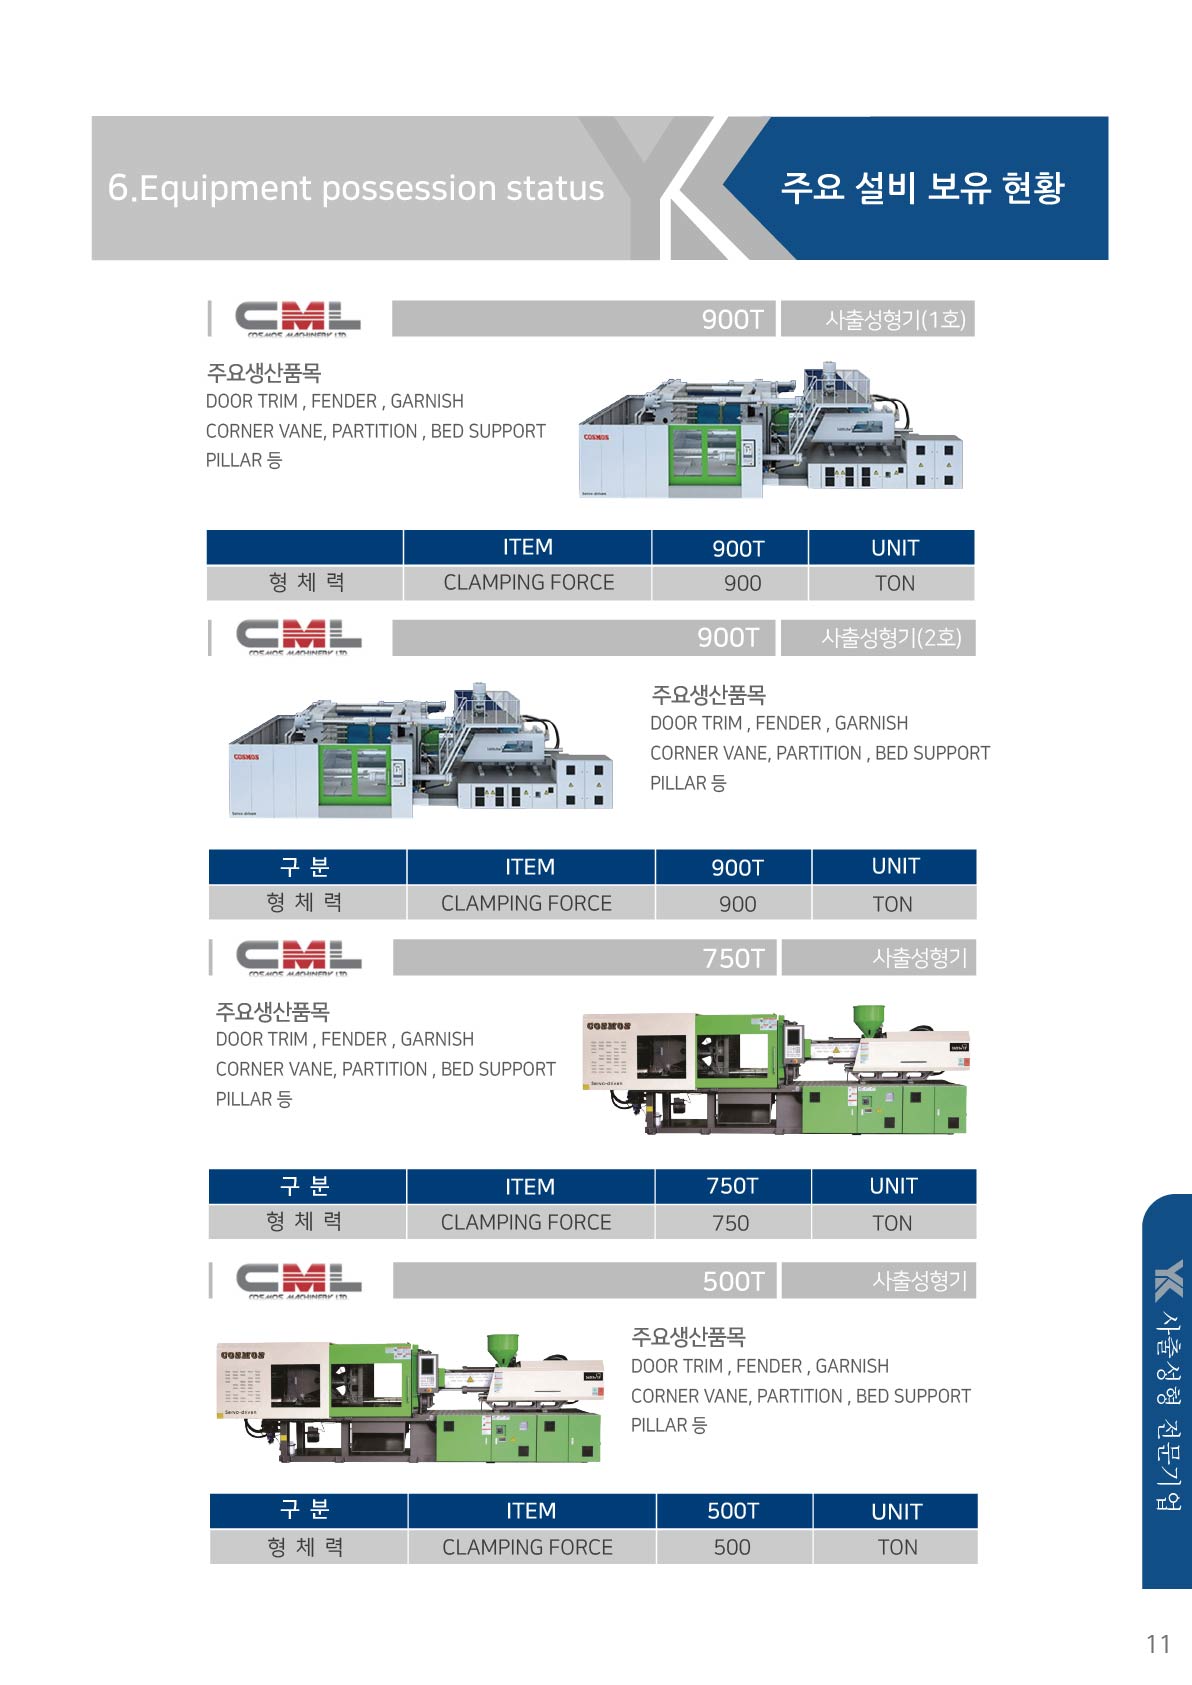 6.Equipment possession status
주요 설비 보유 현황
CML 900T 사출성형기(1호)
COSMOS MACHINERY LTD.
주요생산품목
DOOR TRIM , FENDER , GARNISH
CORNER VANE, PARTITION , BED SUPPORT
PILLAR 등
COSMOS
Servo-driven
ITEM 900T UNIT
형 체 력 CLAMPING FORCE 900 TON
CML 900T 사출성형기(2호)
COSMOS MACHINERY LTD.
주요생산품목
DOOR TRIM , FENDER , GARNISH
CORNER VANE, PARTITION , BED SUPPORT
PILLAR 등
COSMOS
Servo-driven
구 분 ITEM 900T UNIT
형 체 력 CLAMPING FORCE 900 TON
CML 750T 사출성형기
COSMOS MACHINERY LTD.
주요생산품목
DOOR TRIM , FENDER , GARNISH
CORNER VANE, PARTITION , BED SUPPORT
PILLAR 등
COSMOS
Servo-driven
구 분 ITEM 750T UNIT
형 체 력 CLAMPING FORCE 750 TON
CML 500T 사출성형기
COSMOS MACHINERY LTD.
주요생산품목
DOOR TRIM , FENDER , GARNISH
CORNER VANE, PARTITION , BED SUPPORT
PILLAR 등
COSMOS
Servo-driven
구 분 ITEM 500T UNIT
형 체 력 CLAMPING FORCE 500 TON
YK 사출성형 전문기업
11